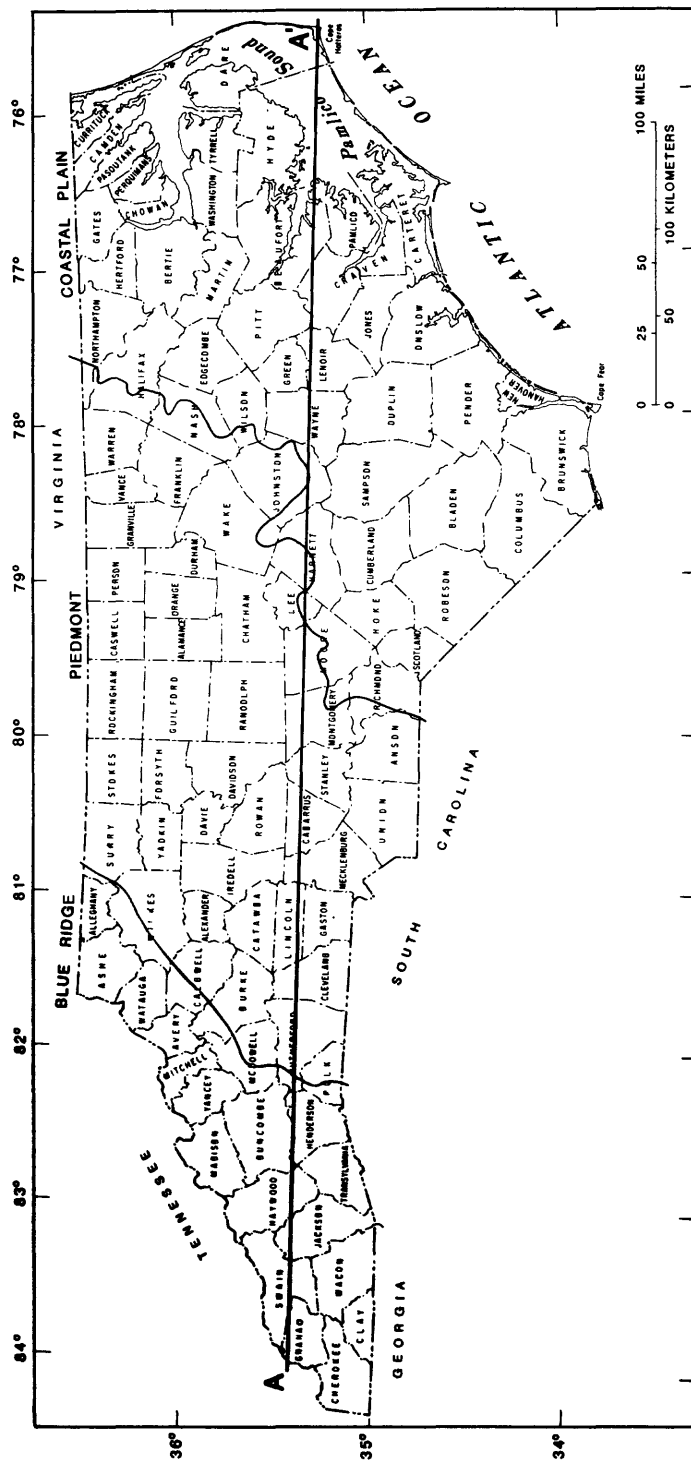 84°
83°
82°
81°
80°
79°
78°
77°
76°
36°
35°
34°
BLUE RIDGE
PIEDMONT
VIRGINIA
COASTAL PLAIN
TENNESSEE
GEORGIA
SOUTH
CAROLINA
ATLANTIC
OCEAN
Pamlico
Sound
Cape Hatteras
Cape Fear
A
A'
CHEROKEE
GRAHAO
CLAY
SWAIN
MACON
JACKSON
HAYWOOD
TRANSYLVANIA
MADISON
BUNCOMBE
HENDERSON
YANCEY
MITCHELL
AVERY
MCDOWELL
POLK
WATAUGA
ASHE
ALLEGHANY
WILKES
CALDWELL
BURKE
CLEVELAND
ALEXANDER
CATAWBA
LINCOLN
GASTON
SURRY
YADKIN
IREDELL
DAVIE
ROWAN
CABARRUS
MECKLENBURG
UNION
STOKES
FORSYTH
DAVIDSON
STANLEY
ANSON
ROCKINGHAM
GUILFORD
RANDOLPH
MONTGOMERY
RICHMOND
CASWELL
ALAMANCE
ORANGE
CHATHAM
MOORE
LEE
HOKE
SCOTLAND
PERSON
DURHAM
GRANVILLE
WAKE
HARNETT
CUMBERLAND
ROBESON
VANCE
FRANKLIN
WARREN
JOHNSTON
SAMPSON
BLADEN
COLUMBUS
BRUNSWICK
NASH
WILSON
WAYNE
DUPLIN
PENDER
NEW
HANOVER
NORTHAMPTON
HALIFAX
EDGECOMBE
PITT
GREEN
LENOIR
JONES
ONSLOW
GATES
HERTFORD
BERTIE
MARTIN
BEAUFORT
CRAVEN
PAMLICO
CARTERET
CHOWAN
PERQUIMANS
PASOUTANK
CAMDEN
CURRITUCK
WASHINGTON
TYRRELL
DARE
HYDE
0 25 50 100 MILES
0 50 100 KILOMETERS